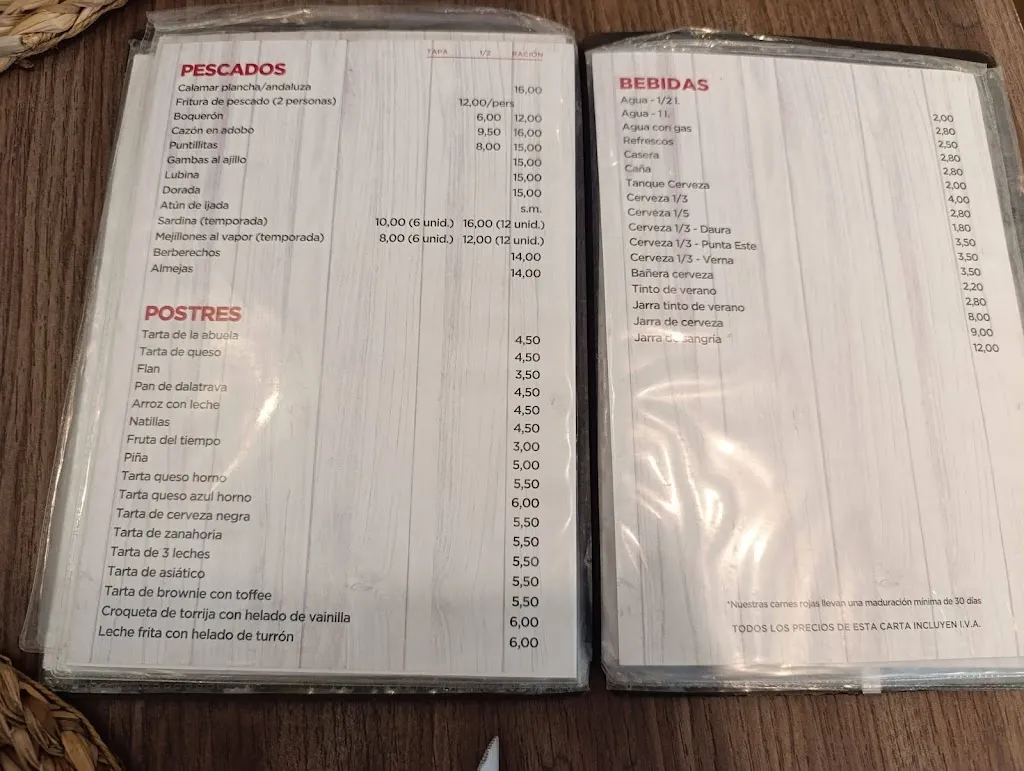 TAPA 1/2 RACIÓN
PESCADOS
Calamar plancha/andaluza 16,00
Fritura de pescado (2 personas) 12,00/pers
Boquerón 6,00 12,00
Cazón en adobo 9,50 16,00
Puntillitas 8,00 15,00
Gambas al ajillo 15,00
Lubina 15,00
Dorada 15,00
Atún de ijada s.m.
Sardina (temporada) 10,00 (6 unid.) 16,00 (12 unid.)
Mejillones al vapor (temporada) 8,00 (6 unid.) 12,00 (12 unid.)
Berberechos 14,00
Almejas 14,00
POSTRES
Tarta de la abuela 4,50
Tarta de queso 4,50
Flan 3,50
Pan de dalatrava 4,50
Arroz con leche 4,50
Natillas 4,50
Fruta del tiempo 3,00
Piña 5,00
Tarta queso horno 5,50
Tarta queso azul horno 6,00
Tarta de cerveza negra 5,50
Tarta de zanahoria 5,50
Tarta de 3 leches 5,50
Tarta de asiático 5,50
Tarta de brownie con toffee 5,50
Croqueta de torrija con helado de vainilla 6,00
Leche frita con helado de turrón 6,00
BEBIDAS
Agua - 1/2 l. 2,00
Agua - 1 l. 2,80
Agua con gas 2,50
Refrescos 2,80
Casera 2,80
Caña 2,00
Tanque Cerveza 4,00
Cerveza 1/3 2,80
Cerveza 1/5 1,80
Cerveza 1/3 - Daura 3,50
Cerveza 1/3 - Punta Este 3,50
Cerveza 1/3 - Verna 3,50
Bañera cerveza 2,20
Tinto de verano 2,80
Jarra tinto de verano 8,00
Jarra de cerveza 9,00
Jarra de sangría 12,00
*Nuestras carnes rojas llevan una maduración mínima de 30 días
TODOS LOS PRECIOS DE ESTA CARTA INCLUYEN I.V.A.